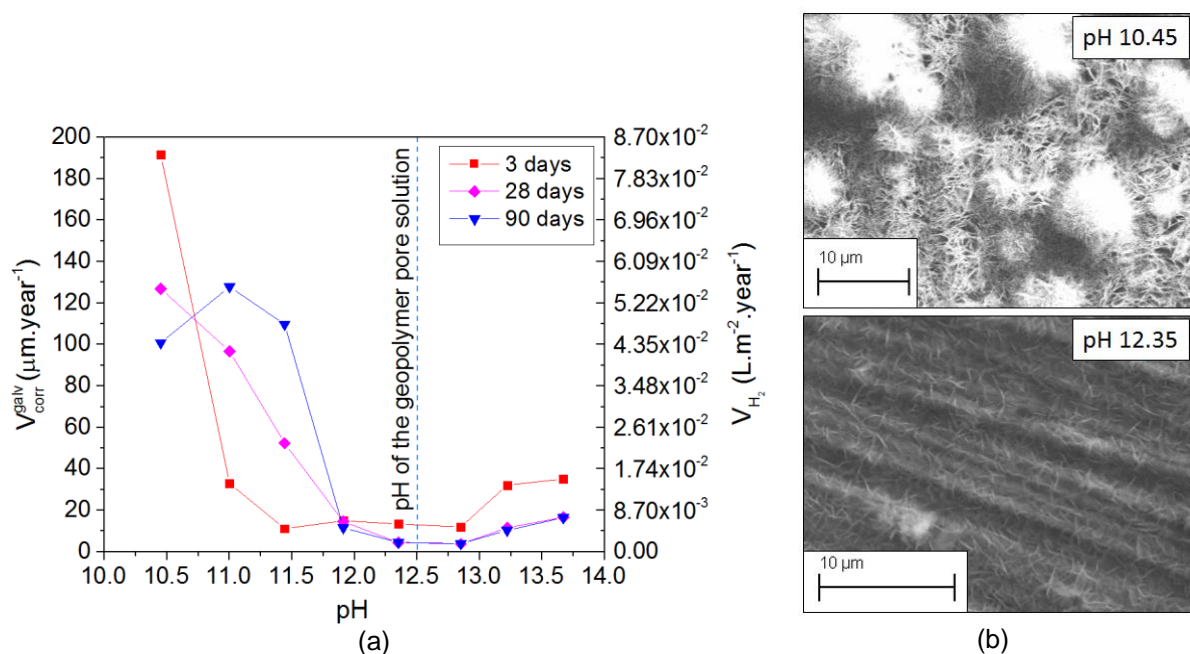 200
180
160
140
120
100
80
60
40
20
0
V_corr^galv (µm.year⁻¹)
10.0 10.5 11.0 11.5 12.0 12.5 13.0 13.5 14.0
pH
3 days
28 days
90 days
pH of the geopolymer pore solution
8.70x10⁻²
7.83x10⁻²
6.96x10⁻²
6.09x10⁻²
5.22x10⁻²
4.35x10⁻²
3.48x10⁻²
2.61x10⁻²
1.74x10⁻²
8.70x10⁻³
0.00
V_H₂ (L.m⁻².year⁻¹)
(a)
pH 10.45
10 µm
pH 12.35
10 µm
(b)